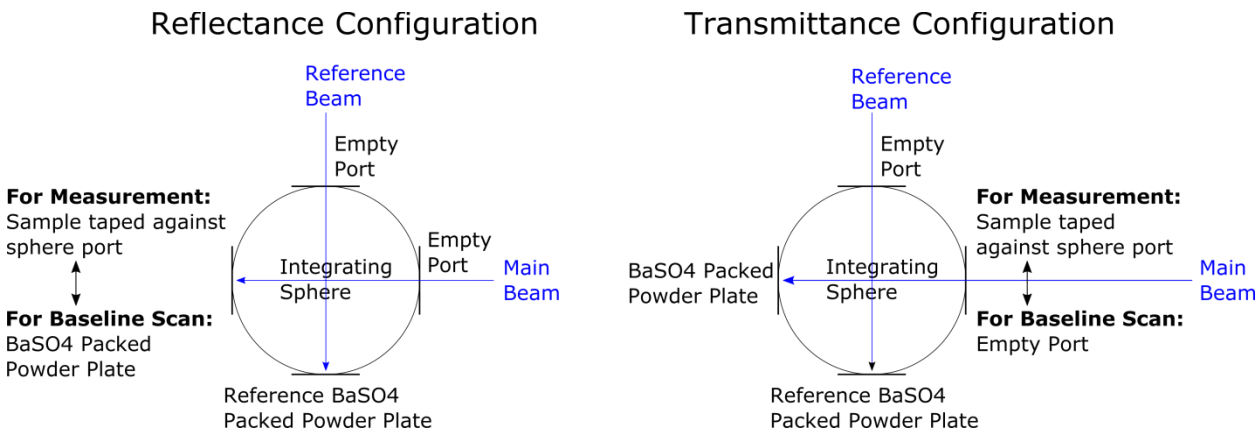 Reflectance Configuration
Reference
Beam
Empty
Port
For Measurement:
Sample taped against
sphere port
Empty
Port
Integrating
Sphere
Main
Beam
For Baseline Scan:
BaSO4 Packed
Powder Plate
Reference BaSO4
Packed Powder Plate
Transmittance Configuration
Reference
Beam
Empty
Port
For Measurement:
Sample taped
against sphere port
BaSO4 Packed
Powder Plate
Integrating
Sphere
Main
Beam
For Baseline Scan:
Empty Port
Reference BaSO4
Packed Powder Plate